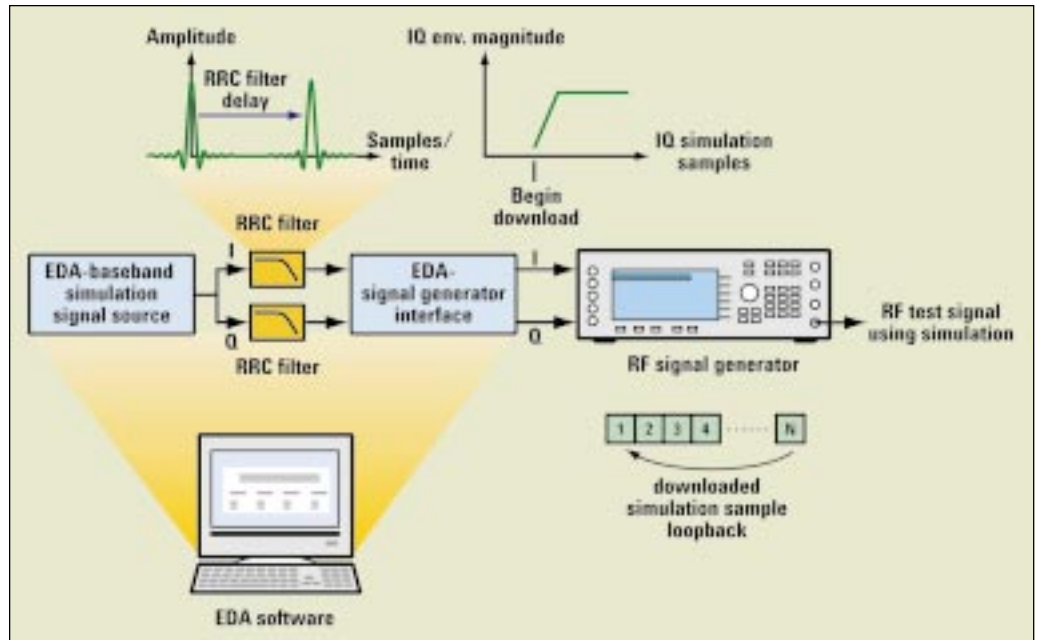 Amplitude
RRC filter
delay
Samples/
time
IQ env. magnitude
IQ simulation
samples
Begin
download
RRC filter
I
EDA-baseband
simulation
signal source
Q
RRC filter
EDA-
signal generator
interface
I
Q
RF signal generator
RF test signal
using simulation
1 2 3 4 ...... N
downloaded
simulation sample
loopback
EDA software